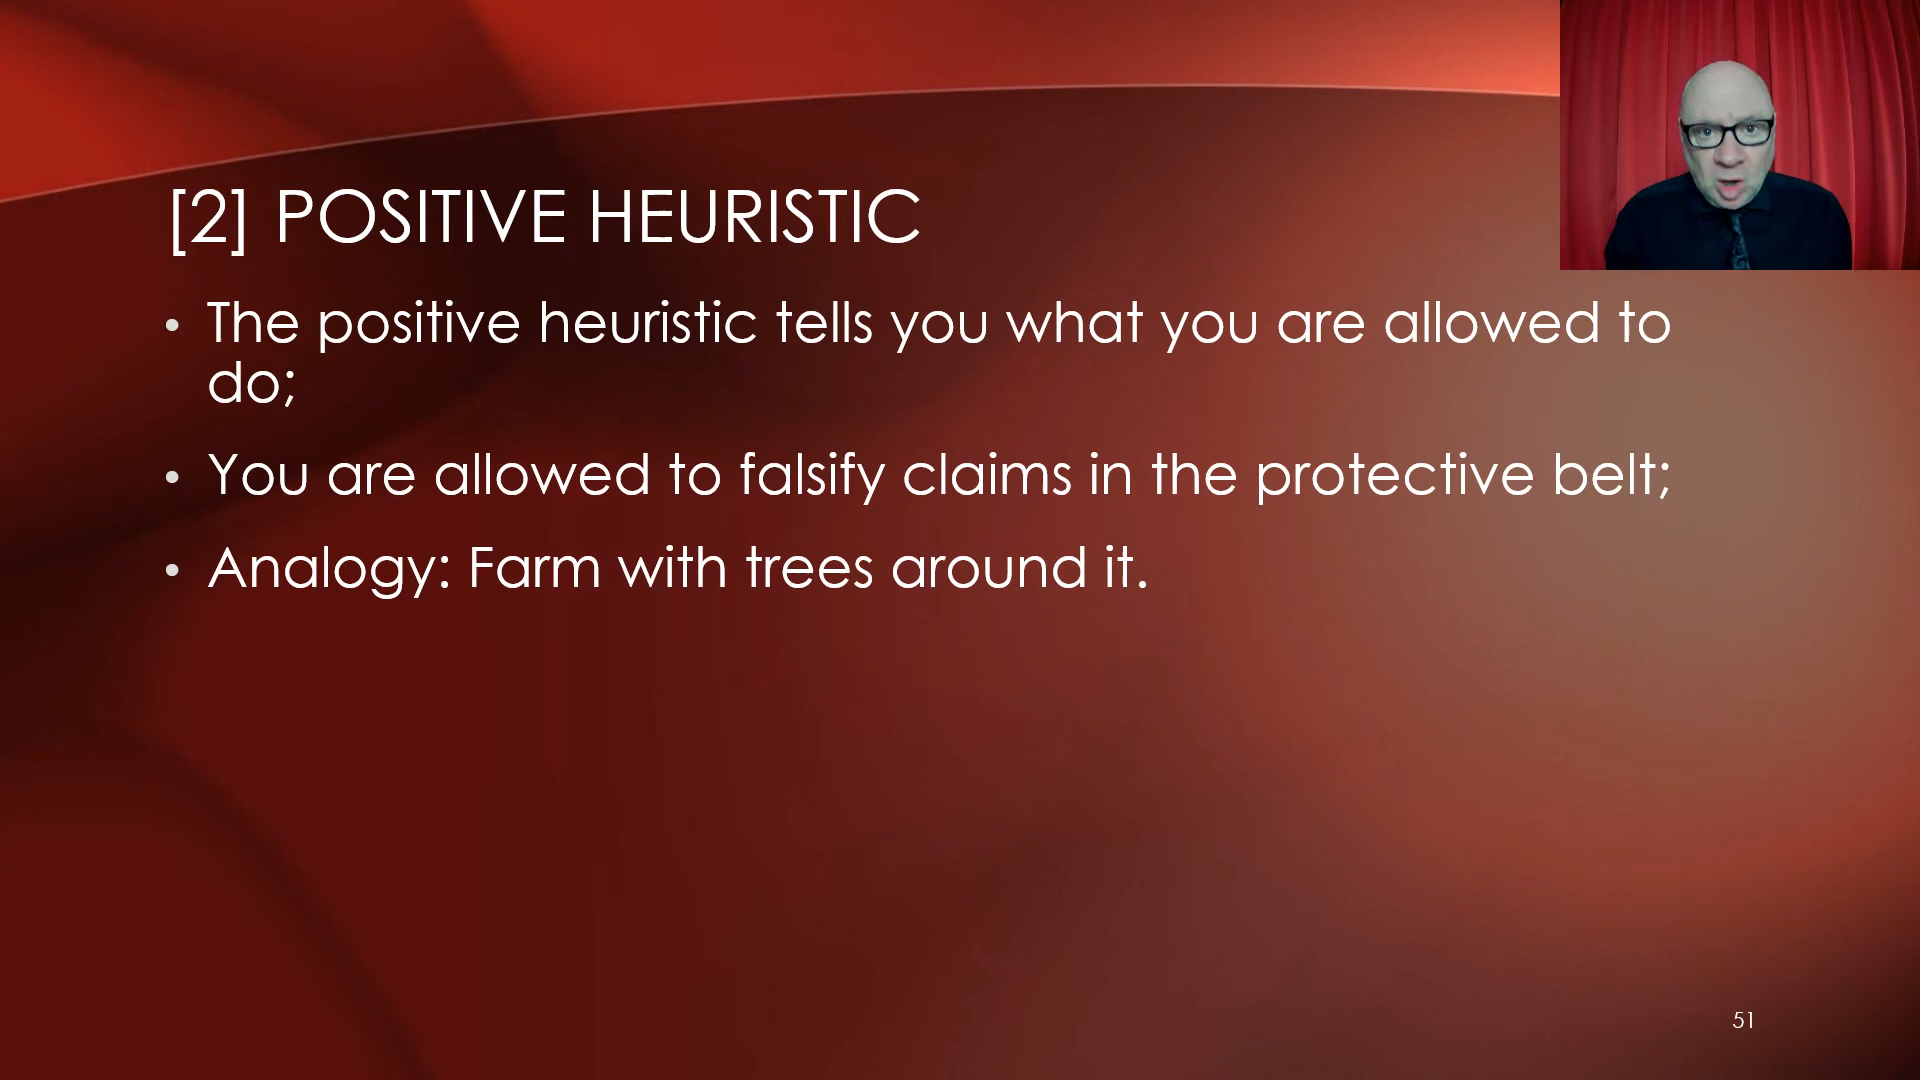 [2] POSITIVE HEURISTIC
• The positive heuristic tells you what you are allowed to
do;
• You are allowed to falsify claims in the protective belt;
• Analogy: Farm with trees around it.
51